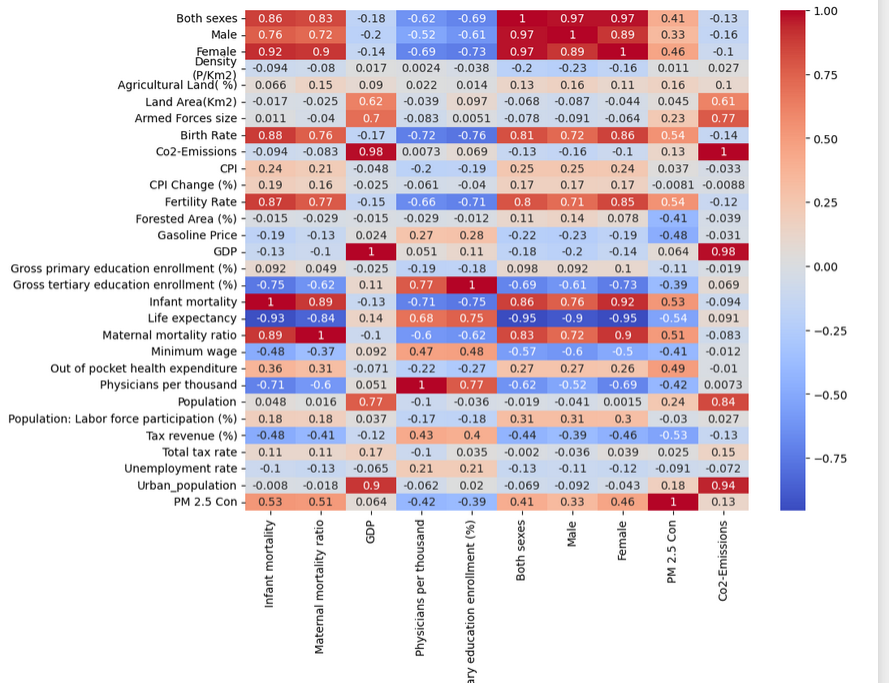 Both sexes 0.86 0.83 -0.18 -0.62 -0.69 1 0.97 0.97 0.41 -0.13
Male 0.76 0.72 -0.2 -0.52 -0.61 0.97 1 0.89 0.33 -0.16
Female 0.92 0.9 -0.14 -0.69 -0.73 0.97 0.89 1 0.46 -0.1
Density
(P/Km2) -0.094 -0.08 0.017 0.0024 -0.038 -0.2 -0.23 -0.16 0.011 0.027
Agricultural Land( %) 0.066 0.15 0.09 0.022 0.014 0.13 0.16 0.11 0.16 0.1
Land Area(Km2) -0.017 -0.025 0.62 -0.039 0.097 -0.068 -0.087 -0.044 0.045 0.61
Armed Forces size 0.011 -0.04 0.7 -0.083 0.0051 -0.078 -0.091 -0.064 0.23 0.77
Birth Rate 0.88 0.76 -0.17 -0.72 -0.76 0.81 0.72 0.86 0.54 -0.14
Co2-Emissions -0.094 -0.083 0.98 0.0073 0.069 -0.13 -0.16 -0.1 0.13 1
CPI 0.24 0.21 -0.048 -0.2 -0.19 0.25 0.25 0.24 0.037 -0.033
CPI Change (%) 0.19 0.16 -0.025 -0.061 -0.04 0.17 0.17 0.17 -0.0081 -0.0088
Fertility Rate 0.87 0.77 -0.15 -0.66 -0.71 0.8 0.71 0.85 0.54 -0.12
Forested Area (%) -0.015 -0.029 -0.015 -0.029 -0.012 0.11 0.14 0.078 -0.41 -0.039
Gasoline Price -0.19 -0.13 0.024 0.27 0.28 -0.22 -0.23 -0.19 -0.48 -0.031
GDP -0.13 -0.1 1 0.051 0.11 -0.18 -0.2 -0.14 0.064 0.98
Gross primary education enrollment (%) 0.092 0.049 -0.025 -0.19 -0.18 0.098 0.092 0.1 -0.11 -0.019
Gross tertiary education enrollment (%) -0.75 -0.62 0.11 0.77 1 -0.69 -0.61 -0.73 -0.39 0.069
Infant mortality 1 0.89 -0.13 -0.71 -0.75 0.86 0.76 0.92 0.53 -0.094
Life expectancy -0.93 -0.84 0.14 0.68 0.75 -0.95 -0.9 -0.95 -0.54 0.091
Maternal mortality ratio 0.89 1 -0.1 -0.6 -0.62 0.83 0.72 0.9 0.51 -0.083
Minimum wage -0.48 -0.37 0.092 0.47 0.48 -0.57 -0.6 -0.5 -0.41 -0.012
Out of pocket health expenditure 0.36 0.31 -0.071 -0.22 -0.27 0.27 0.27 0.26 0.49 -0.01
Physicians per thousand -0.71 -0.6 0.051 1 0.77 -0.62 -0.52 -0.69 -0.42 0.0073
Population 0.048 0.016 0.77 -0.1 -0.036 -0.019 -0.041 0.0015 0.24 0.84
Population: Labor force participation (%) 0.18 0.18 0.037 -0.17 -0.18 0.31 0.31 0.3 -0.03 0.027
Tax revenue (%) -0.48 -0.41 -0.12 0.43 0.4 -0.44 -0.39 -0.46 -0.53 -0.13
Total tax rate 0.11 0.11 0.17 -0.1 0.035 -0.002 -0.036 0.039 0.025 0.15
Unemployment rate -0.1 -0.13 -0.065 0.21 0.21 -0.13 -0.11 -0.12 -0.091 -0.072
Urban_population -0.008 -0.018 0.9 -0.062 0.02 -0.069 -0.092 -0.043 0.18 0.94
PM 2.5 Con 0.53 0.51 0.064 -0.42 -0.39 0.41 0.33 0.46 1 0.13
Infant mortality
Maternal mortality ratio
GDP
Physicians per thousand
ary education enrollment (%)
Both sexes
Male
Female
PM 2.5 Con
Co2-Emissions
1.00
0.75
0.50
0.25
0.00
−0.25
−0.50
−0.75